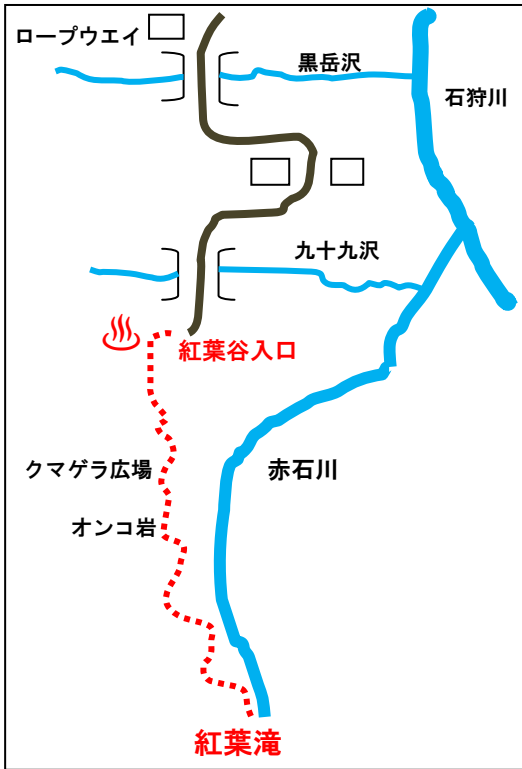 ロープウエイ
黒岳沢
石狩川
九十九沢
紅葉谷入口
クマゲラ広場
赤石川
オンコ岩
紅葉滝